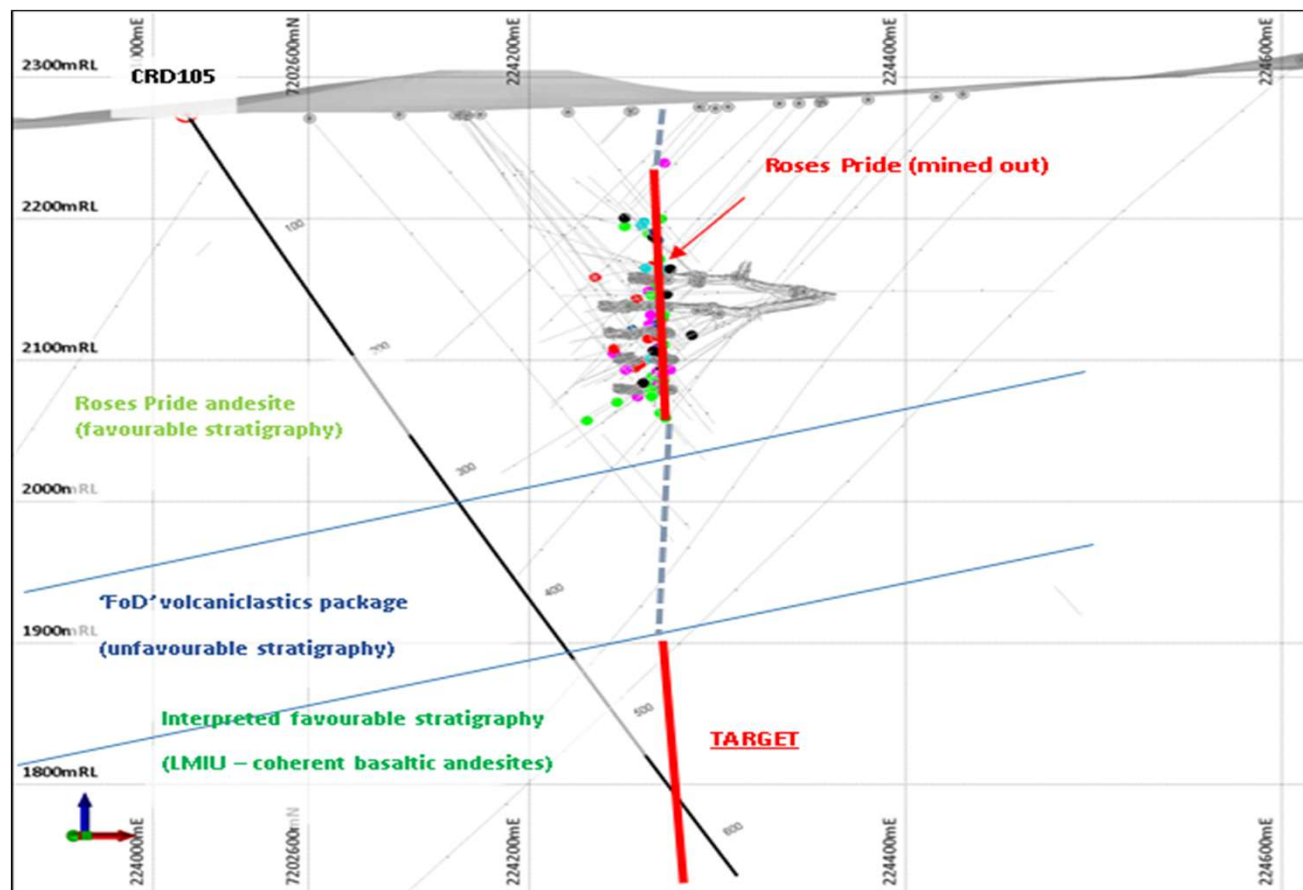 000mE
7202600mN
224200mE
224400mE
224600mE
2300mRL
CRD105
Roses Pride (mined out)
2200mRL
100
200
2100mRL
Roses Pride andesite
(favourable stratigraphy)
300
2000mRL
400
'FoD' volcaniclastics package
1900mRL
(unfavourable stratigraphy)
500
Interpreted favourable stratigraphy
TARGET
(LMIU – coherent basaltic andesites)
1800mRL
600
224000mE
7202600mN
224200mE
224400mE
224600mE